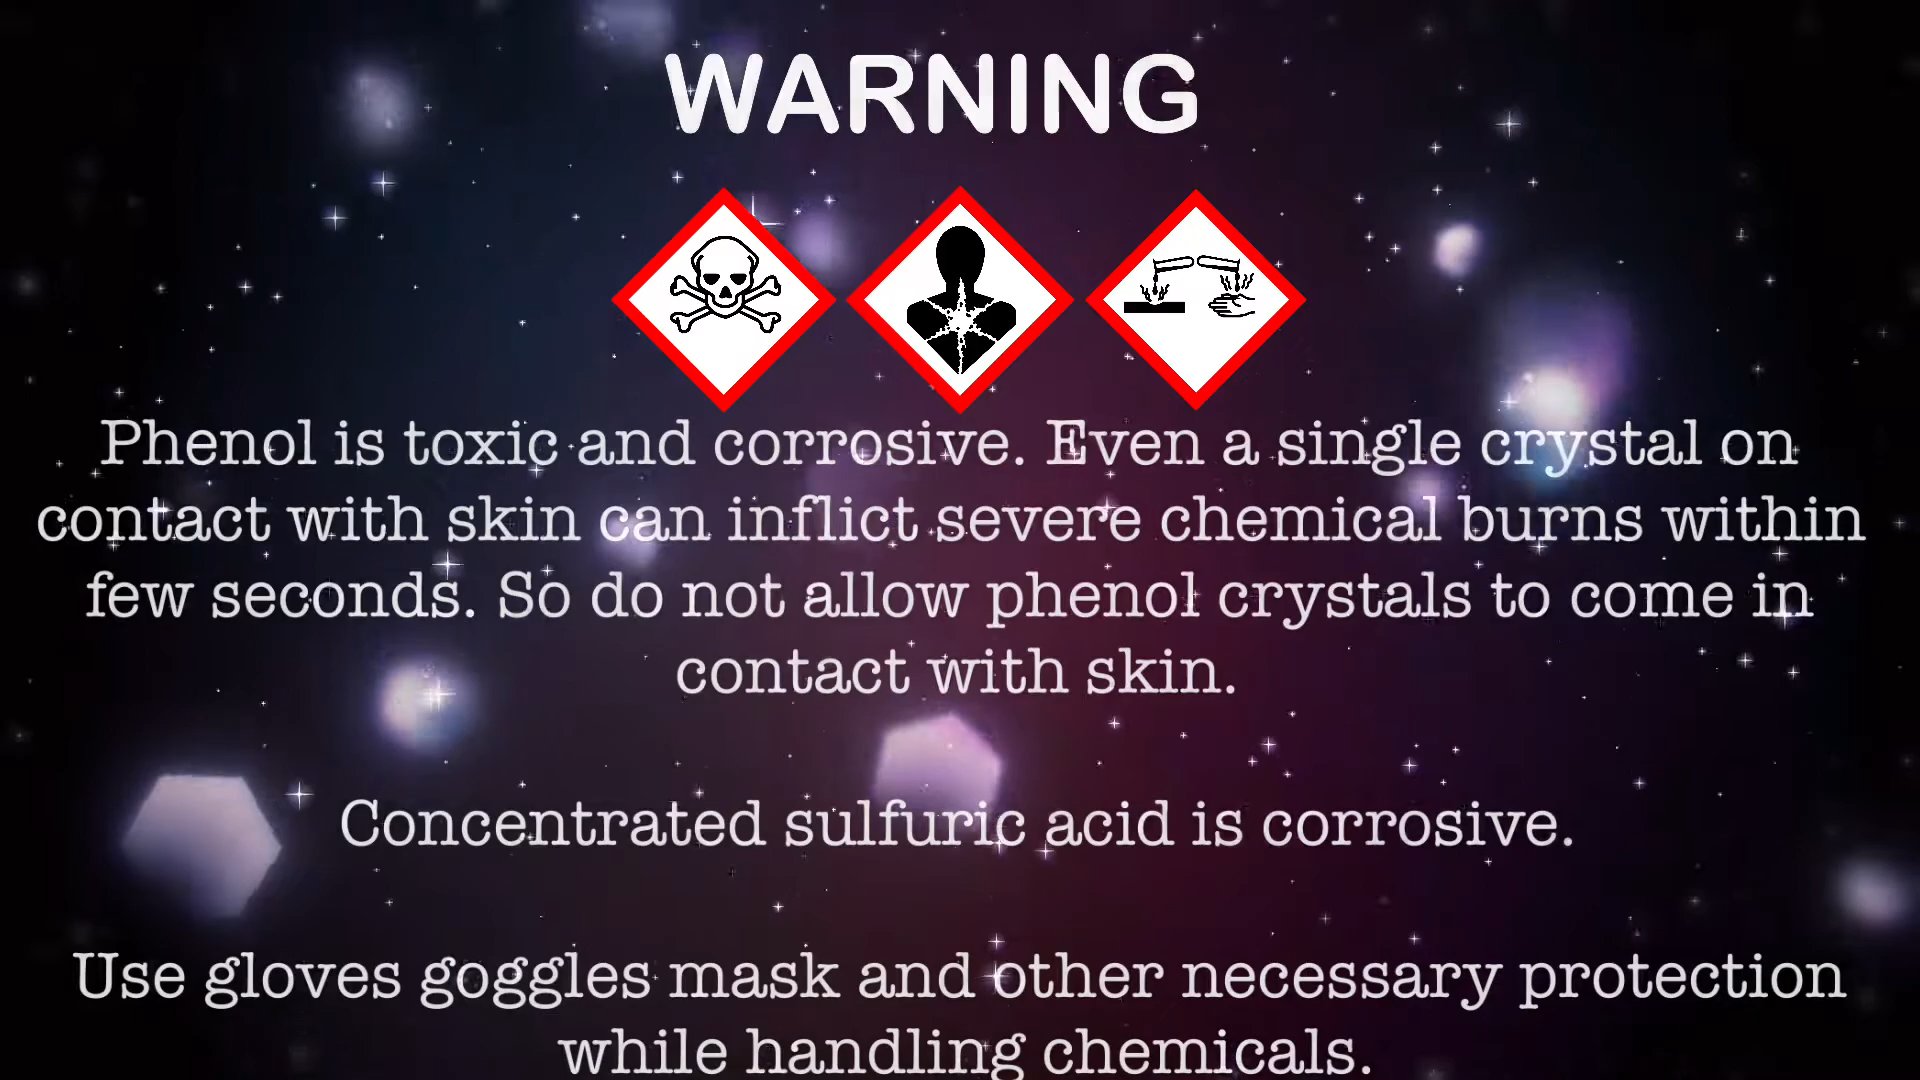 WARNING
Phenol is toxic and corrosive. Even a single crystal on
contact with skin can inflict severe chemical burns within
few seconds. So do not allow phenol crystals to come in
contact with skin.
Concentrated sulfuric acid is corrosive.
Use gloves goggles mask and other necessary protection
while handling chemicals.